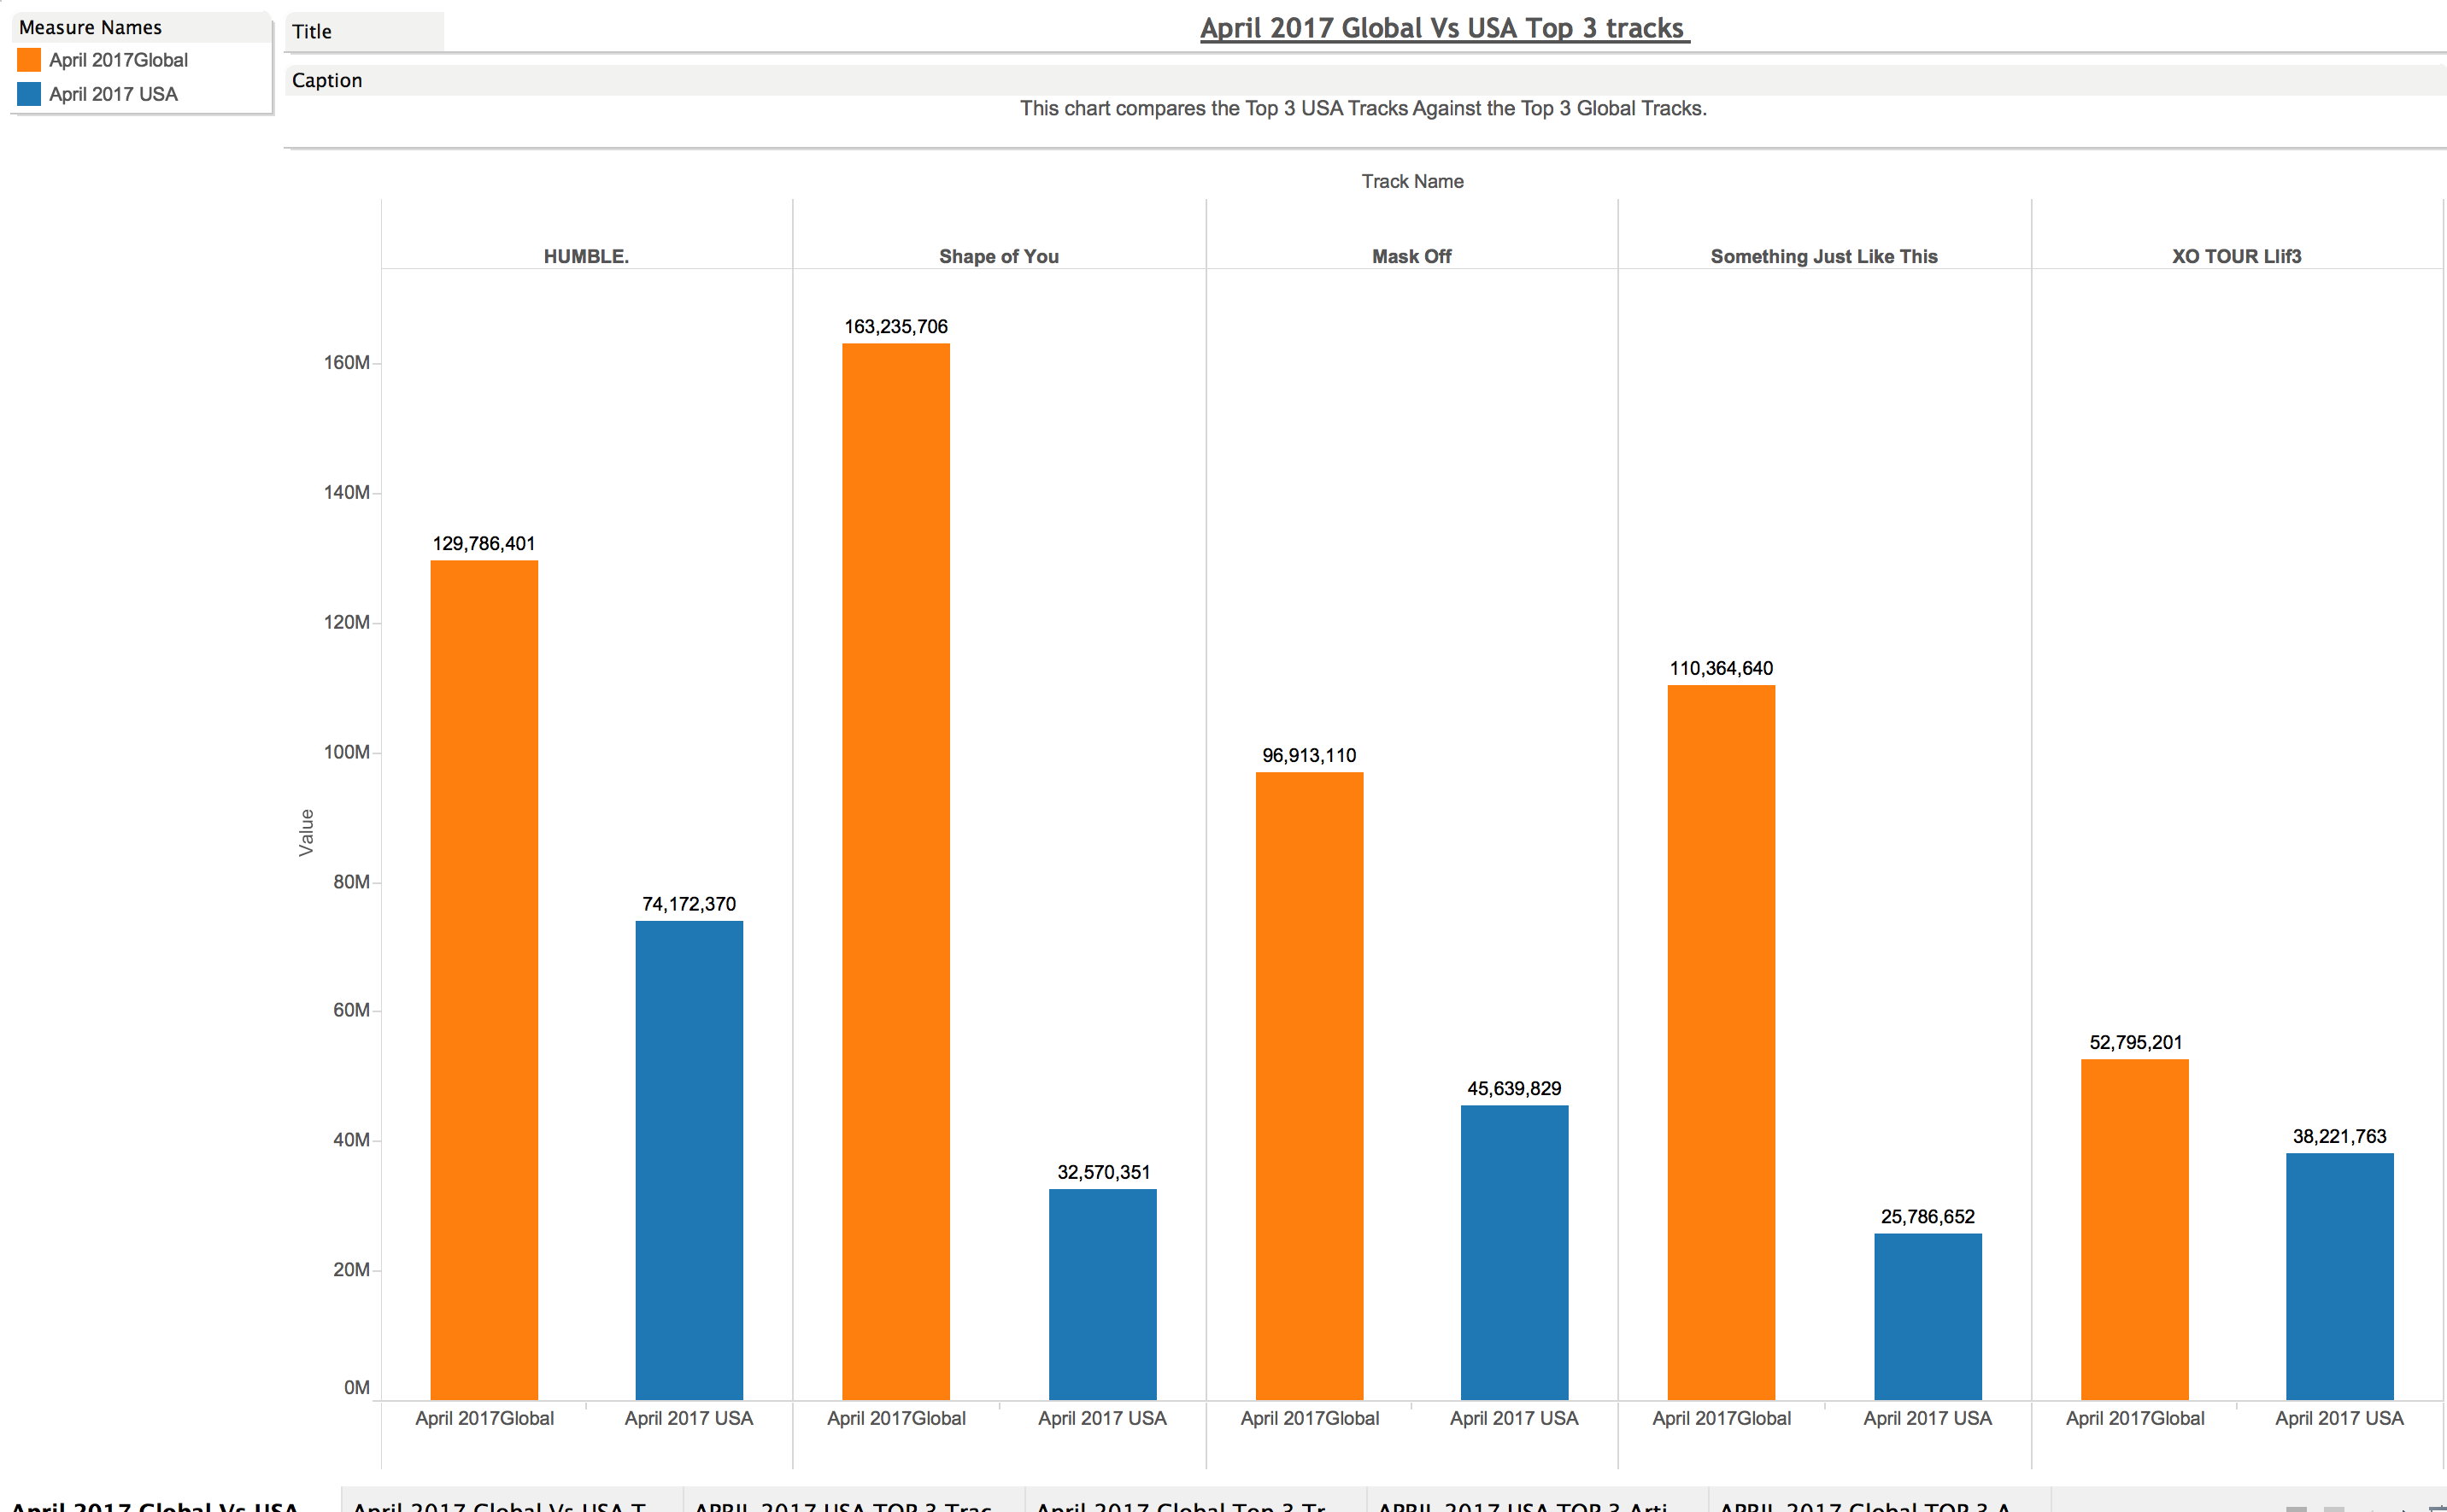 Measure Names
April 2017Global
April 2017 USA
Title
April 2017 Global Vs USA Top 3 tracks
Caption
This chart compares the Top 3 USA Tracks Against the Top 3 Global Tracks.
Track Name
HUMBLE.
Shape of You
Mask Off
Something Just Like This
XO TOUR Llif3
Value
160M
140M
120M
100M
80M
60M
40M
20M
0M
129,786,401
74,172,370
163,235,706
32,570,351
96,913,110
45,639,829
110,364,640
25,786,652
52,795,201
38,221,763
April 2017Global
April 2017 USA
April 2017Global
April 2017 USA
April 2017Global
April 2017 USA
April 2017Global
April 2017 USA
April 2017Global
April 2017 USA
April 2017 Global Vs USA
April 2017 Global Vs USA T...
APRIL 2017 USA TOP 3 Trac...
April 2017 Global Top 3 Tr...
APRIL 2017 USA TOP 3 Arti...
APRIL 2017 Global TOP 3 A...